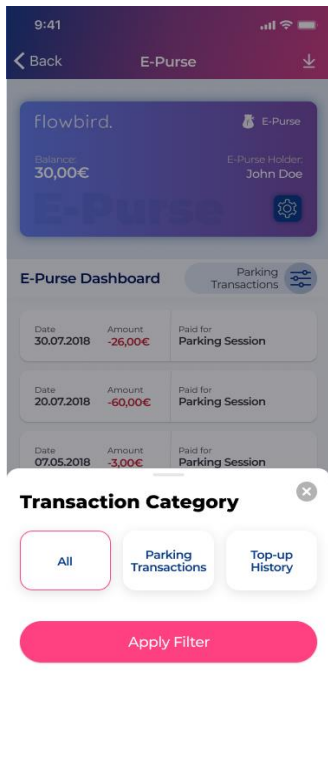 9:41
Back
E-Purse
flowbird.
E-Purse
Balance:
30,00€
E-Purse Holder:
John Doe
E-Purse
E-Purse Dashboard
Parking
Transactions
Date
30.07.2018
Amount
-26,00€
Paid for
Parking Session
Date
20.07.2018
Amount
-60,00€
Paid for
Parking Session
Date
07.05.2018
Amount
-3,00€
Paid for
Parking Session
Transaction Category
All
Parking
Transactions
Top-up
History
Apply Filter